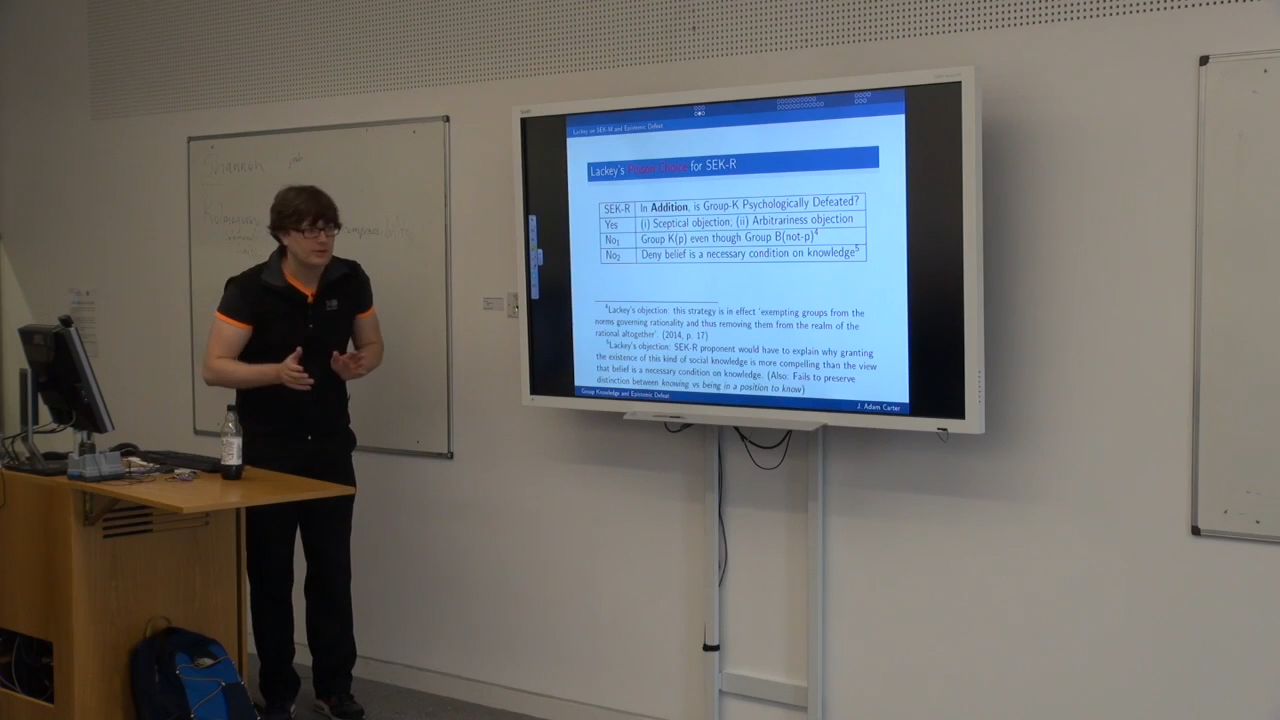 Shannon
Lackey on SEK-M and Epistemic Defeat
Lackey's Poison Choice for SEK-R
SEK-R In Addition, is Group-K Psychologically Defeated?
Yes (i) Sceptical objection; (ii) Arbitrariness objection
No₁ Group K(p) even though Group B(not-p)⁴
No₂ Deny belief is a necessary condition on knowledge⁵
⁴Lackey's objection: this strategy is in effect 'exempting groups from the
norms governing rationality and thus removing them from the realm of the
rational altogether'. (2014, p. 17)
⁵Lackey's objection: SEK-R proponent would have to explain why granting
the existence of this kind of social knowledge is more compelling than the view
that belief is a necessary condition on knowledge. (Also: Fails to preserve
distinction between knowing vs being in a position to know)
Group Knowledge and Epistemic Defeat
J. Adam Carter